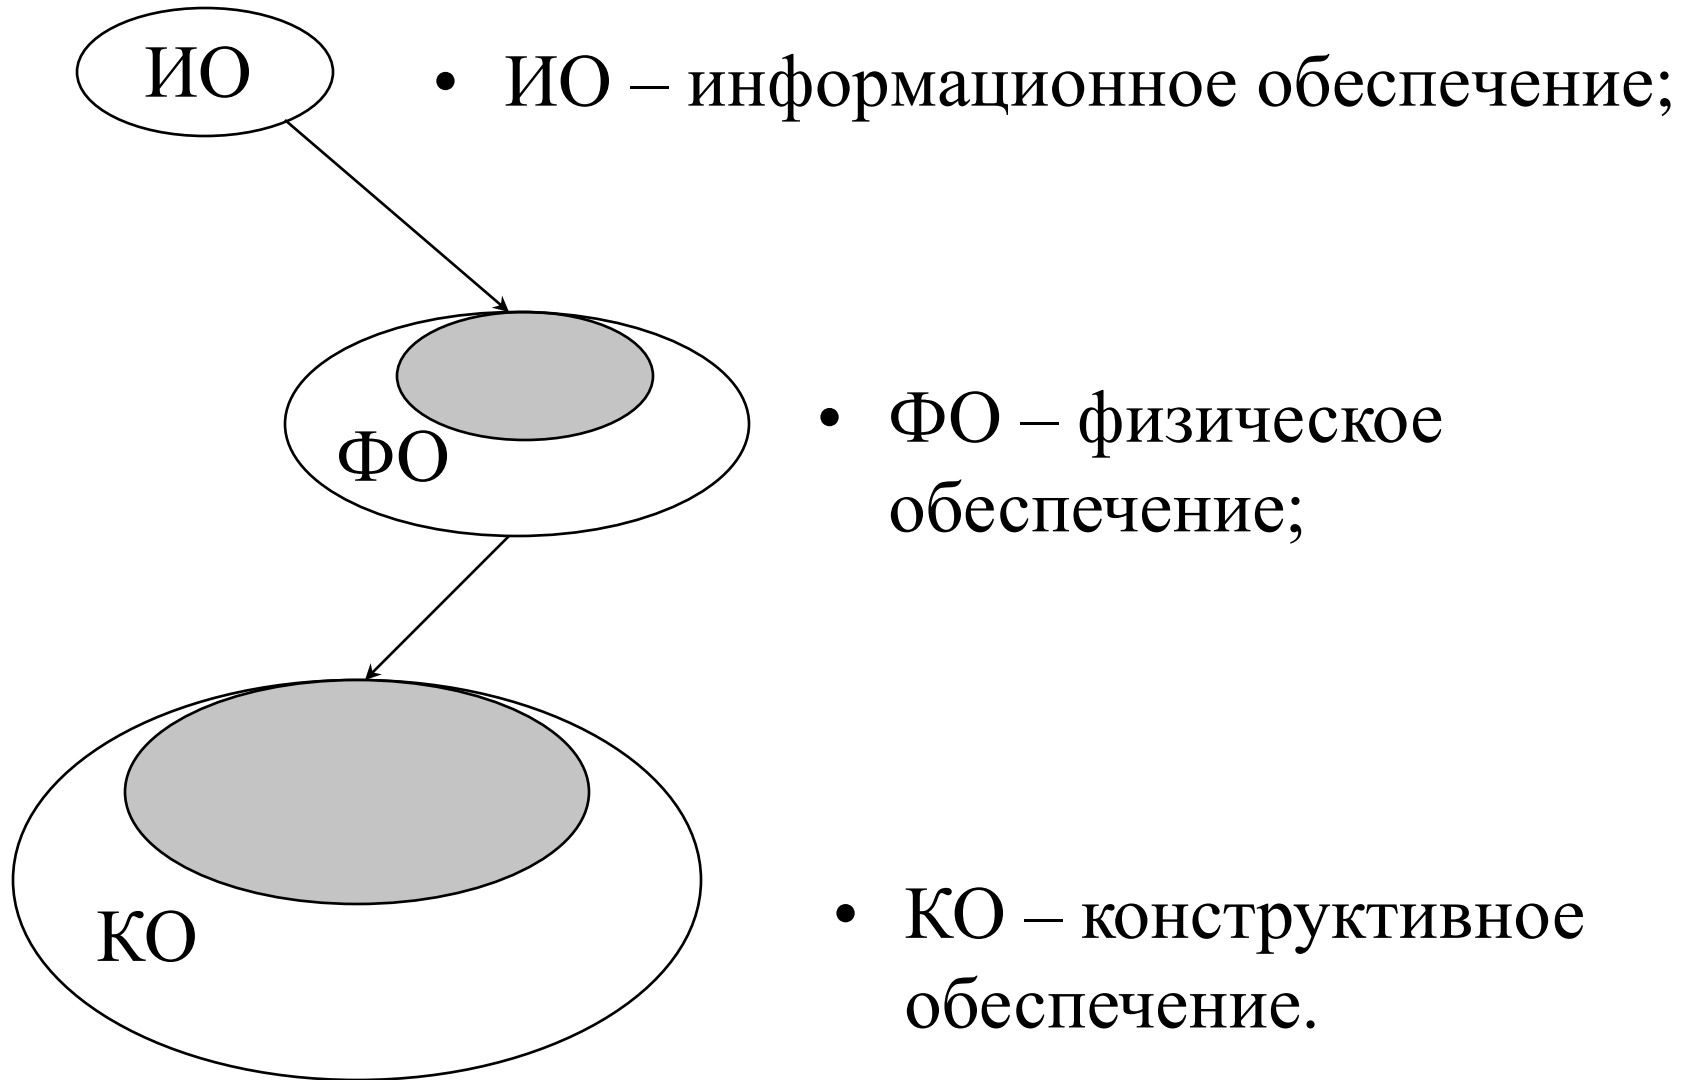 ИО
• ИО – информационное обеспечение;
ФО
• ФО – физическое
обеспечение;
КО
• КО – конструктивное
обеспечение.